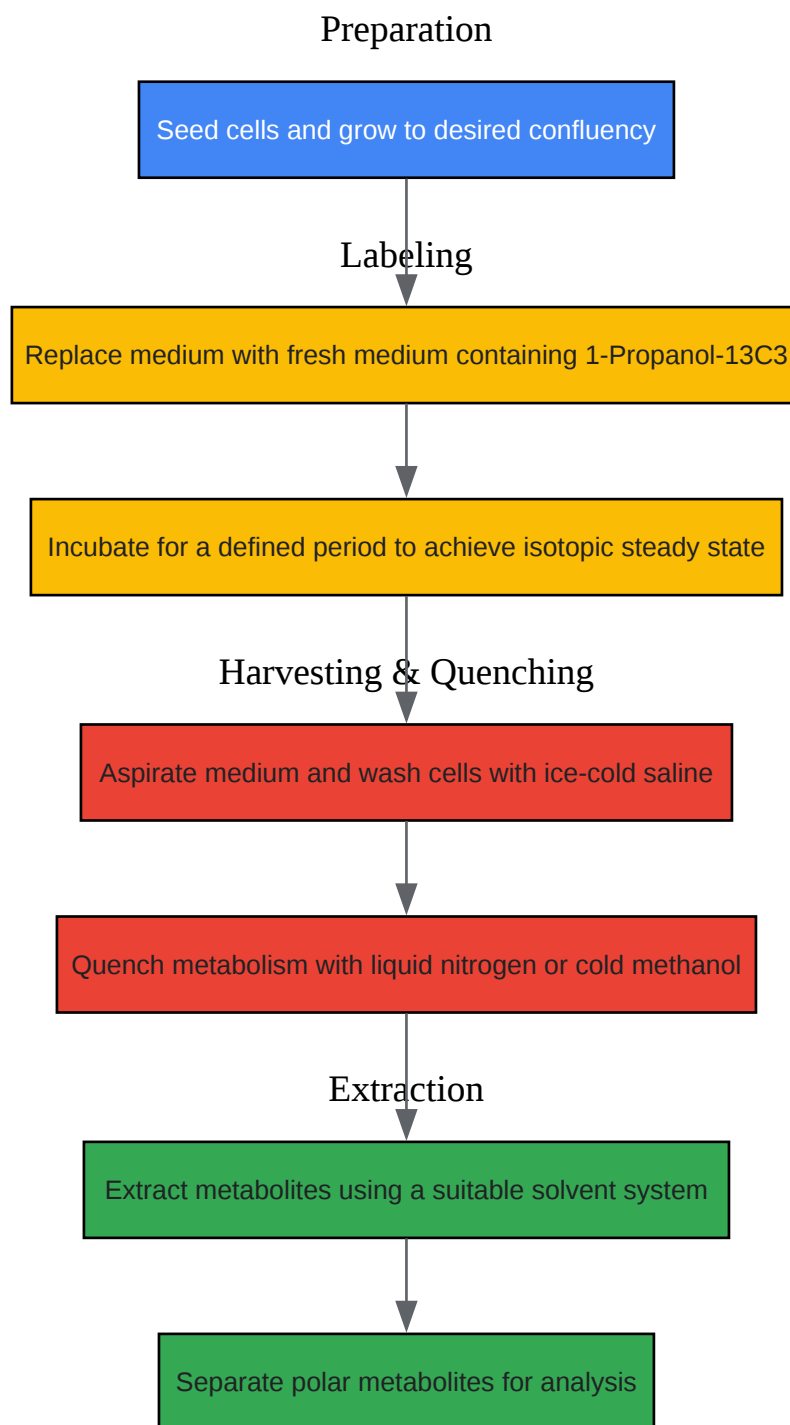 Preparation
Seed cells and grow to desired confluency
Labeling
Replace medium with fresh medium containing 1-Propanol-13C3
Incubate for a defined period to achieve isotopic steady state
Harvesting & Quenching
Aspirate medium and wash cells with ice-cold saline
Quench metabolism with liquid nitrogen or cold methanol
Extraction
Extract metabolites using a suitable solvent system
Separate polar metabolites for analysis